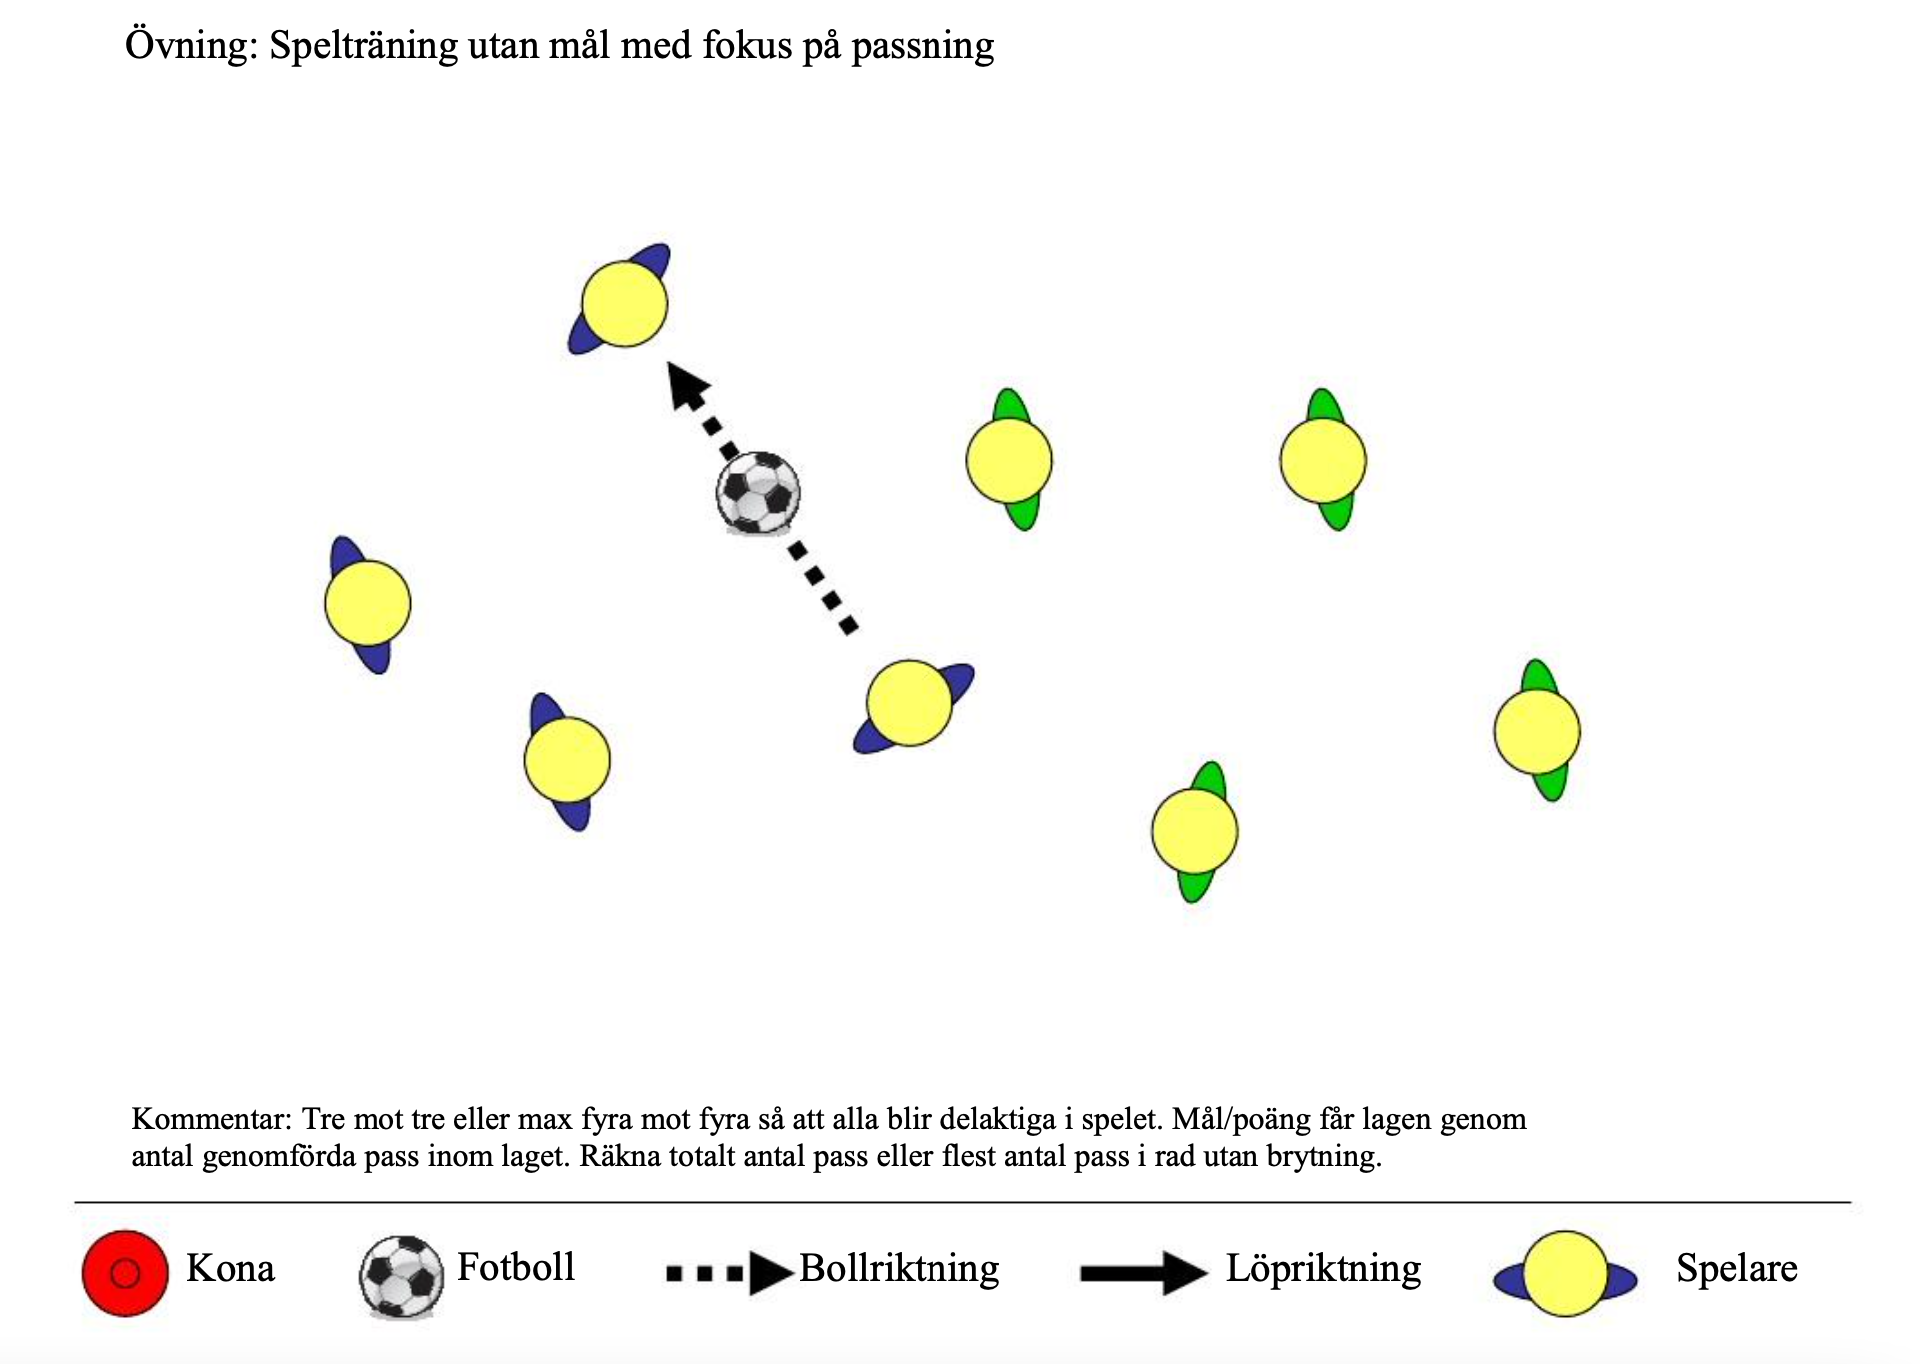 Övning: Spelträning utan mål med fokus på passning
Kommentar: Tre mot tre eller max fyra mot fyra så att alla blir delaktiga i spelet. Mål/poäng får lagen genom
antal genomförda pass inom laget. Räkna totalt antal pass eller flest antal pass i rad utan brytning.
Kona Fotboll Bollriktning Löpriktning Spelare